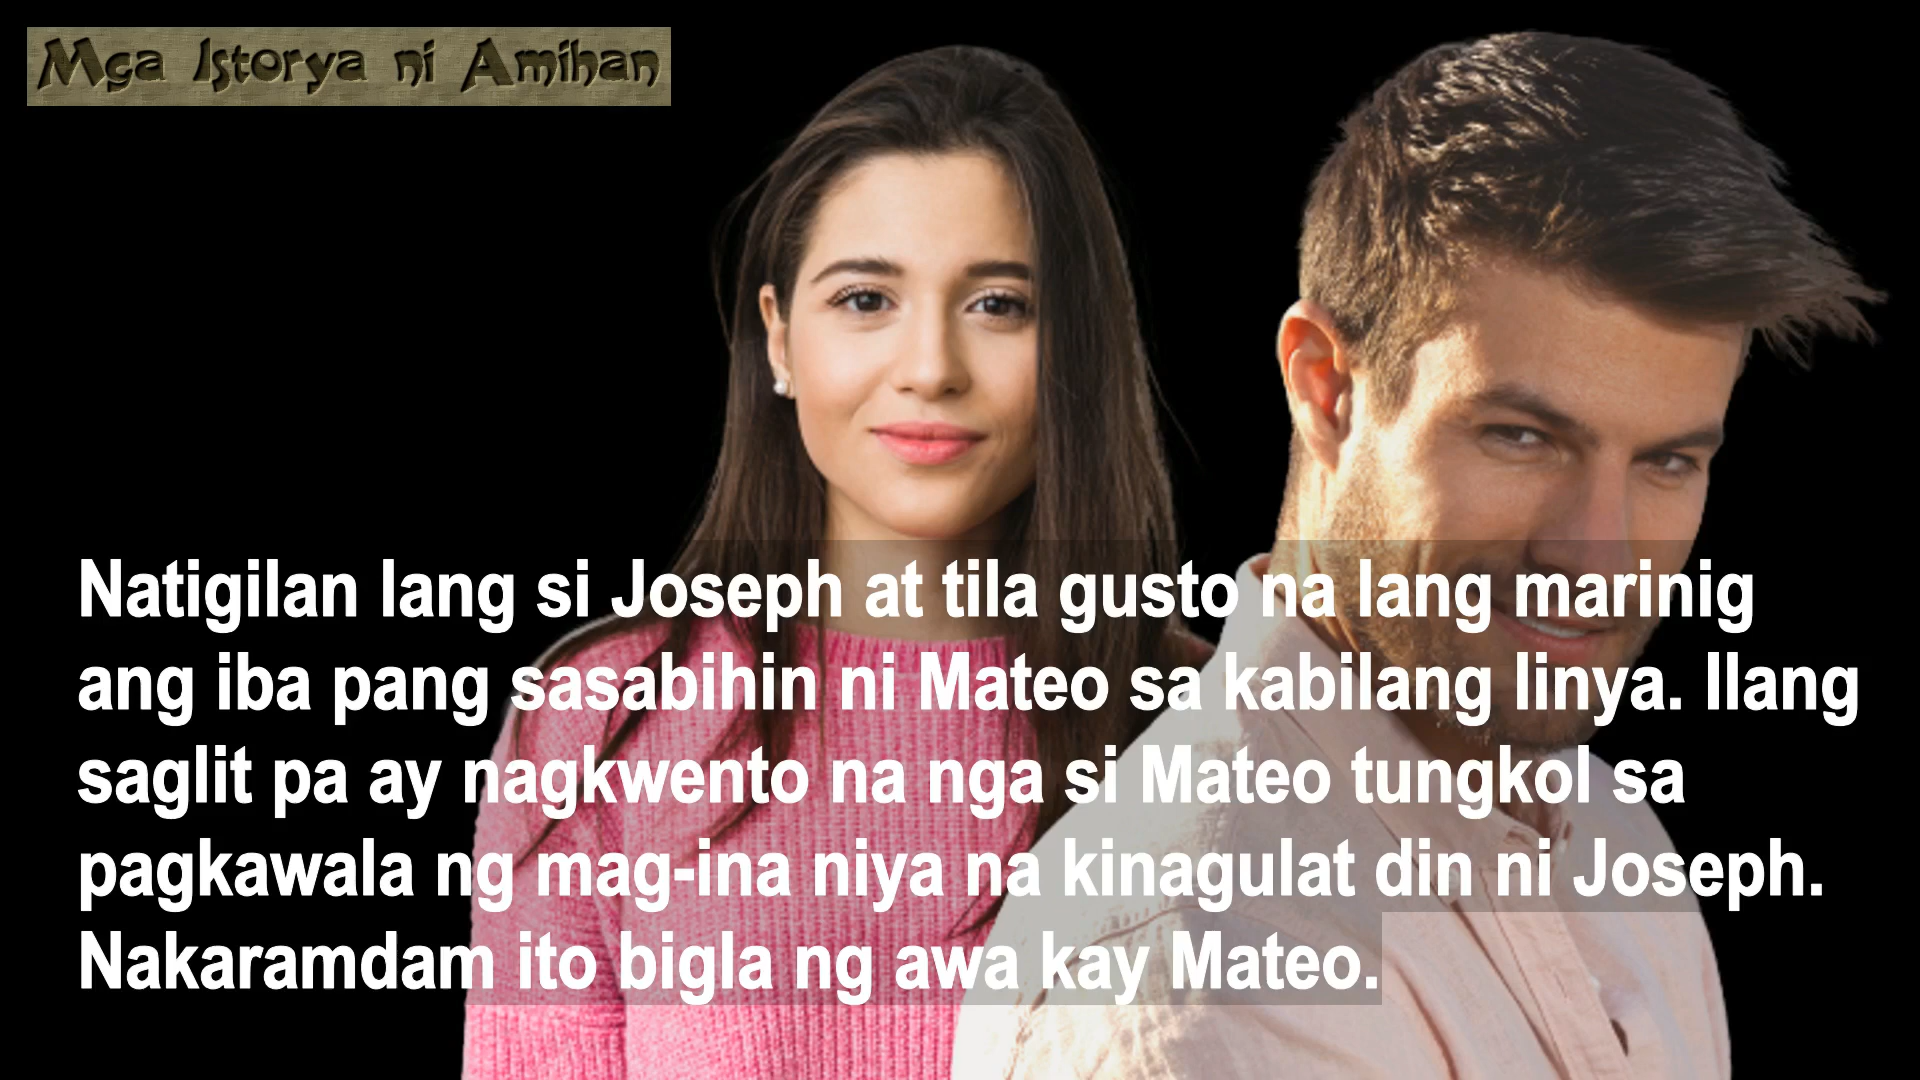 Mga Istorya ni Amihan
Natigilan lang si Joseph at tila gusto na lang marinig
ang iba pang sasabihin ni Mateo sa kabilang linya. Ilang
saglit pa ay nagkwento na nga si Mateo tungkol sa
pagkawala ng mag-ina niya na kinagulat din ni Joseph.
Nakaramdam ito bigla ng awa kay Mateo.